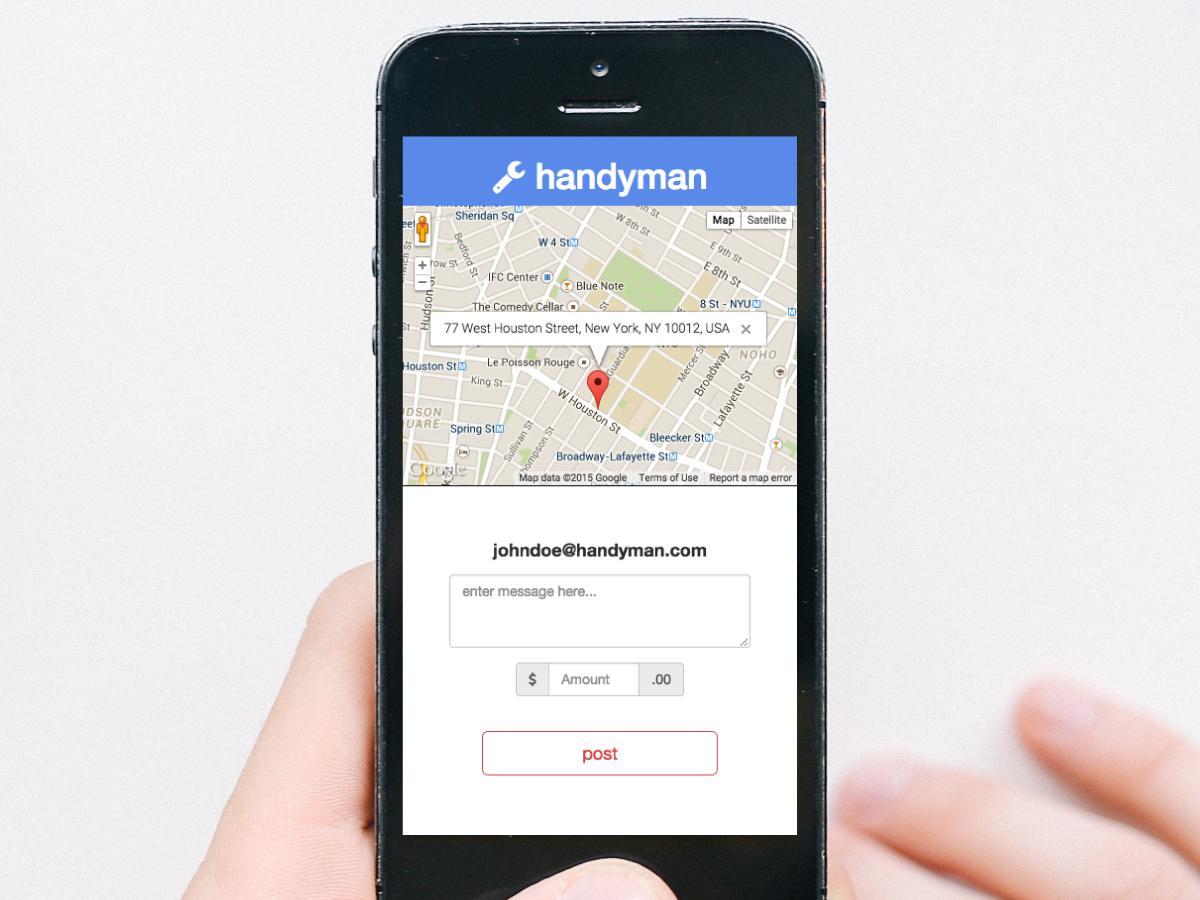 handyman
Sheridan Sq
W 8th St
Map Satellite
Bedford St
W 4 St
E 9th St
E 8th St
IFC Center
Blue Note
Hudson St
The Comedy Cellar
8 St - NYU
77 West Houston Street, New York, NY 10012, USA
NOHO
Le Poisson Rouge
Mercer St
Broadway
Houston St
King St
W Houston St
Lafayette St
Spring St
Sullivan St
Thompson St
Bleecker St
Broadway-Lafayette St
Google
Map data ©2015 Google Terms of Use Report a map error
johndoe@handyman.com
enter message here...
$ Amount .00
post